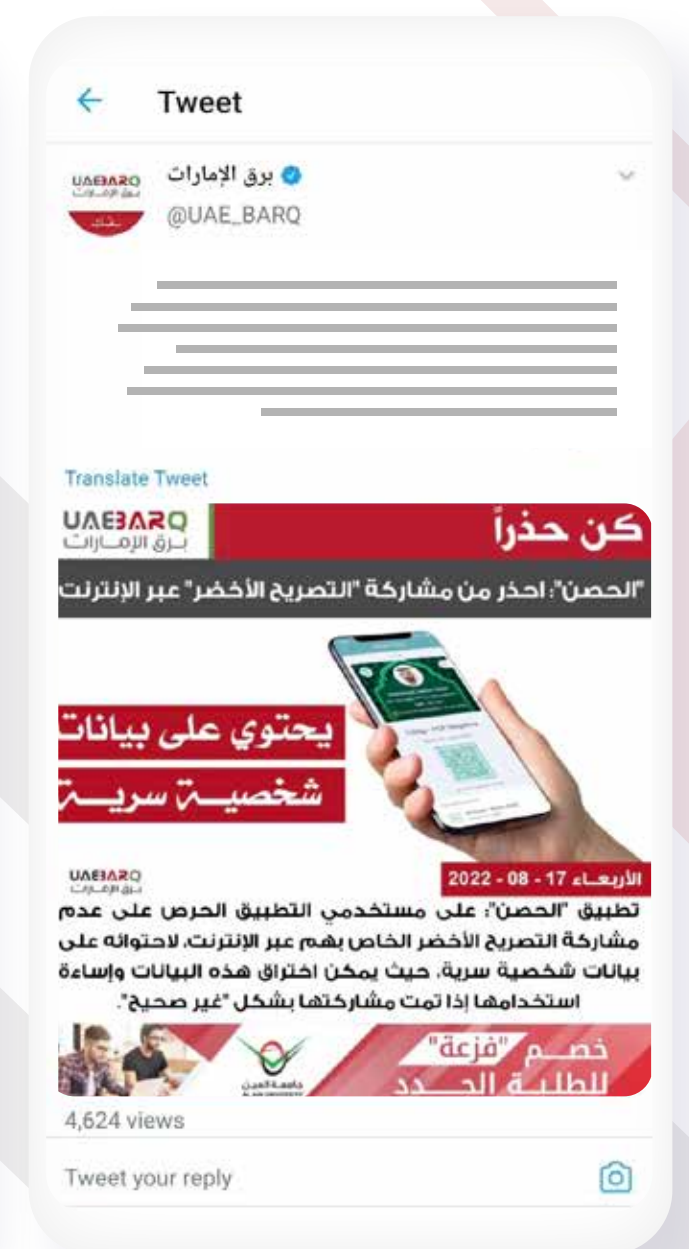 Tweet
برق الإمارات
@UAE_BARQ
UAEBARQ
برق الإمارات
Translate Tweet
كن حذراً
UAEBARQ
برق الإمارات
"الحصن": احذر من مشاركة "التصريح الأخضر" عبر الإنترنت
يحتوي على بيانات
شخصية سرية
الأربعاء 17 - 08 - 2022
UAEBARQ
برق الإمارات
تطبيق "الحصن": على مستخدمي التطبيق الحرص على عدم
مشاركة التصريح الأخضر الخاص بهم عبر الإنترنت، لاحتوائه على
بيانات شخصية سرية، حيث يمكن اختراق هذه البيانات وإساءة
استخدامها إذا تمت مشاركتها بشكل "غير صحيح".
خصم "فزعة"
للطلبة الجدد
جامعة العين
4,624 views
Tweet your reply